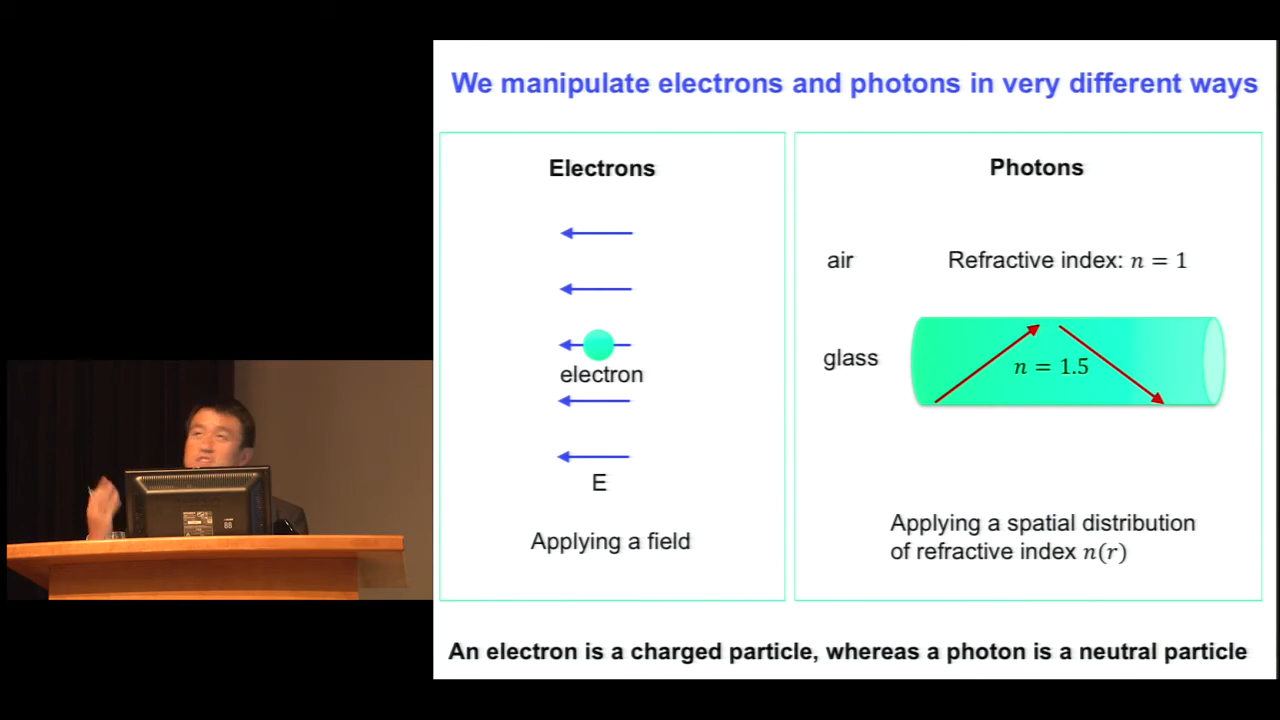 We manipulate electrons and photons in very different ways
Electrons
electron
E
Applying a field
Photons
air
Refractive index: n = 1
glass
n = 1.5
Applying a spatial distribution
of refractive index n(r)
An electron is a charged particle, whereas a photon is a neutral particle
88